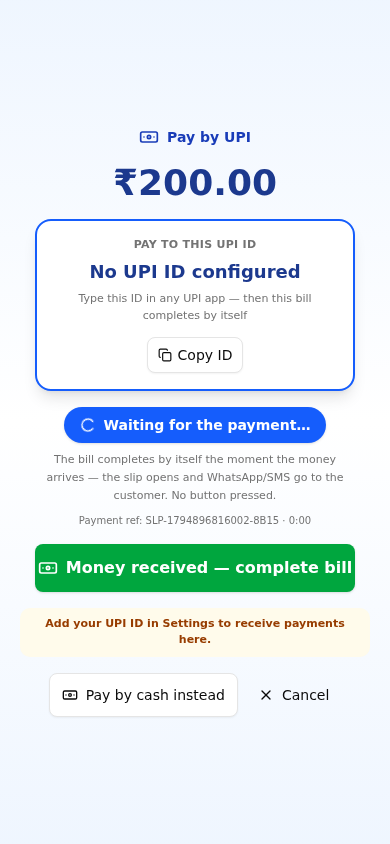 Pay by UPI
₹200.00
PAY TO THIS UPI ID
No UPI ID configured
Type this ID in any UPI app — then this bill
completes by itself
Copy ID
Waiting for the payment…
The bill completes by itself the moment the money
arrives — the slip opens and WhatsApp/SMS go to the
customer. No button pressed.
Payment ref: SLP-1794896816002-8B15 · 0:00
Money received — complete bill
Add your UPI ID in Settings to receive payments
here.
Pay by cash instead
Cancel